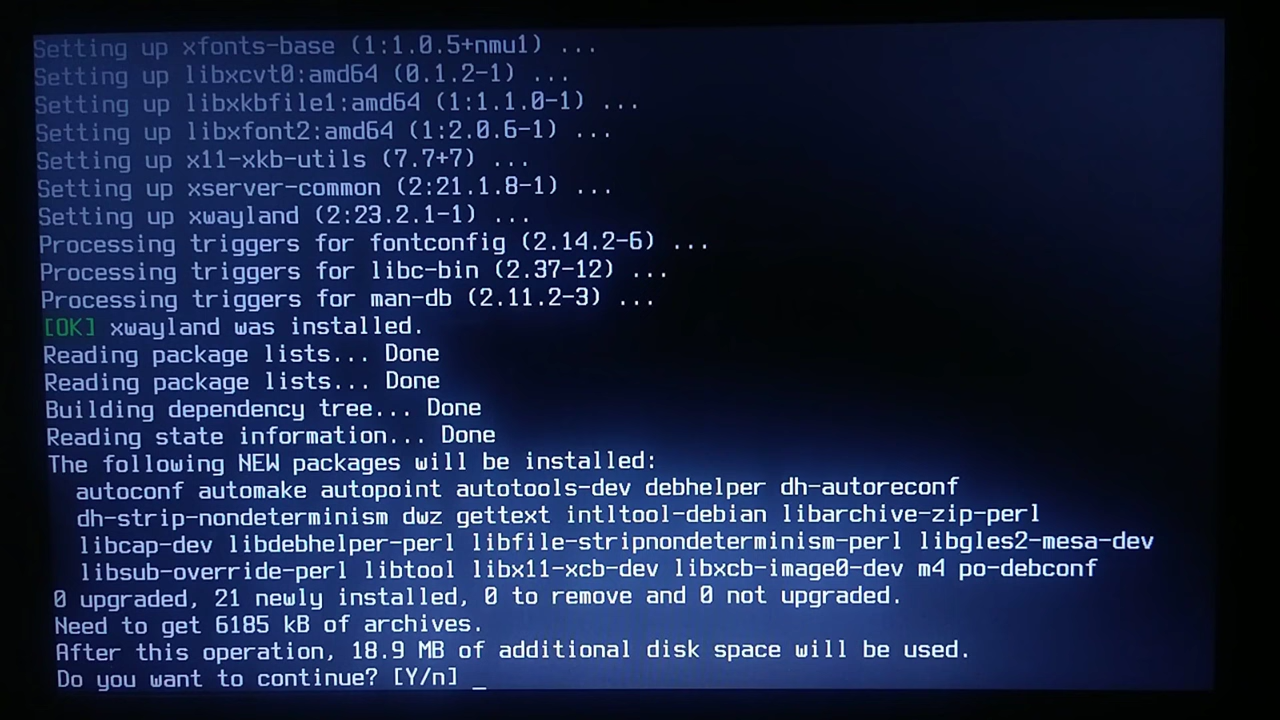 Setting up xfonts-base (1:1.0.5+nmu1) ...
Setting up libxcvt0:amd64 (0.1.2-1) ...
Setting up libxkbfile1:amd64 (1:1.1.0-1) ...
Setting up libxfont2:amd64 (1:2.0.6-1) ...
Setting up x11-xkb-utils (7.7+7) ...
Setting up xserver-common (2:21.1.8-1) ...
Setting up xwayland (2:23.2.1-1) ...
Processing triggers for fontconfig (2.14.2-6) ...
Processing triggers for libc-bin (2.37-12) ...
Processing triggers for man-db (2.11.2-3) ...
[OK] xwayland was installed.
Reading package lists... Done
Reading package lists... Done
Building dependency tree... Done
Reading state information... Done
The following NEW packages will be installed:
autoconf automake autopoint autotools-dev debhelper dh-autoreconf
dh-strip-nondeterminism dwz gettext intltool-debian libarchive-zip-perl
libcap-dev libdebhelper-perl libfile-stripnondeterminism-perl libgles2-mesa-dev
libsub-override-perl libtool libx11-xcb-dev libxcb-image0-dev m4 po-debconf
0 upgraded, 21 newly installed, 0 to remove and 0 not upgraded.
Need to get 6185 kB of archives.
After this operation, 18.9 MB of additional disk space will be used.
Do you want to continue? [Y/n] _